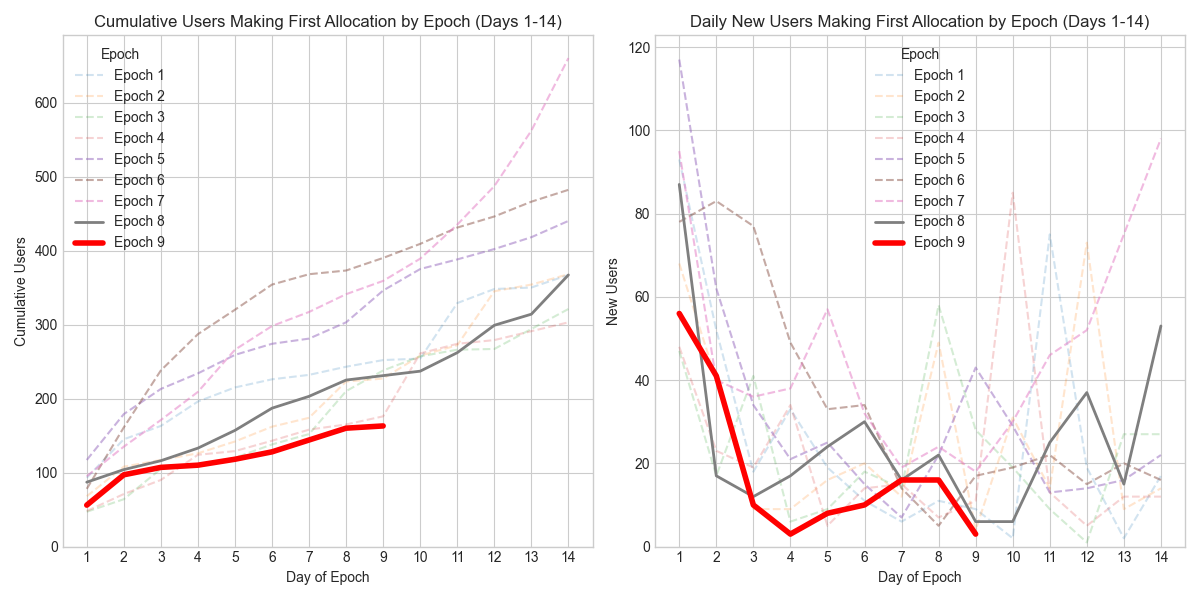 Cumulative Users Making First Allocation by Epoch (Days 1-14)
Cumulative Users
600
500
400
300
200
100
0
Epoch
Epoch 1
Epoch 2
Epoch 3
Epoch 4
Epoch 5
Epoch 6
Epoch 7
Epoch 8
Epoch 9
1 2 3 4 5 6 7 8 9 10 11 12 13 14
Day of Epoch
Daily New Users Making First Allocation by Epoch (Days 1-14)
New Users
120
100
80
60
40
20
0
Epoch
Epoch 1
Epoch 2
Epoch 3
Epoch 4
Epoch 5
Epoch 6
Epoch 7
Epoch 8
Epoch 9
1 2 3 4 5 6 7 8 9 10 11 12 13 14
Day of Epoch